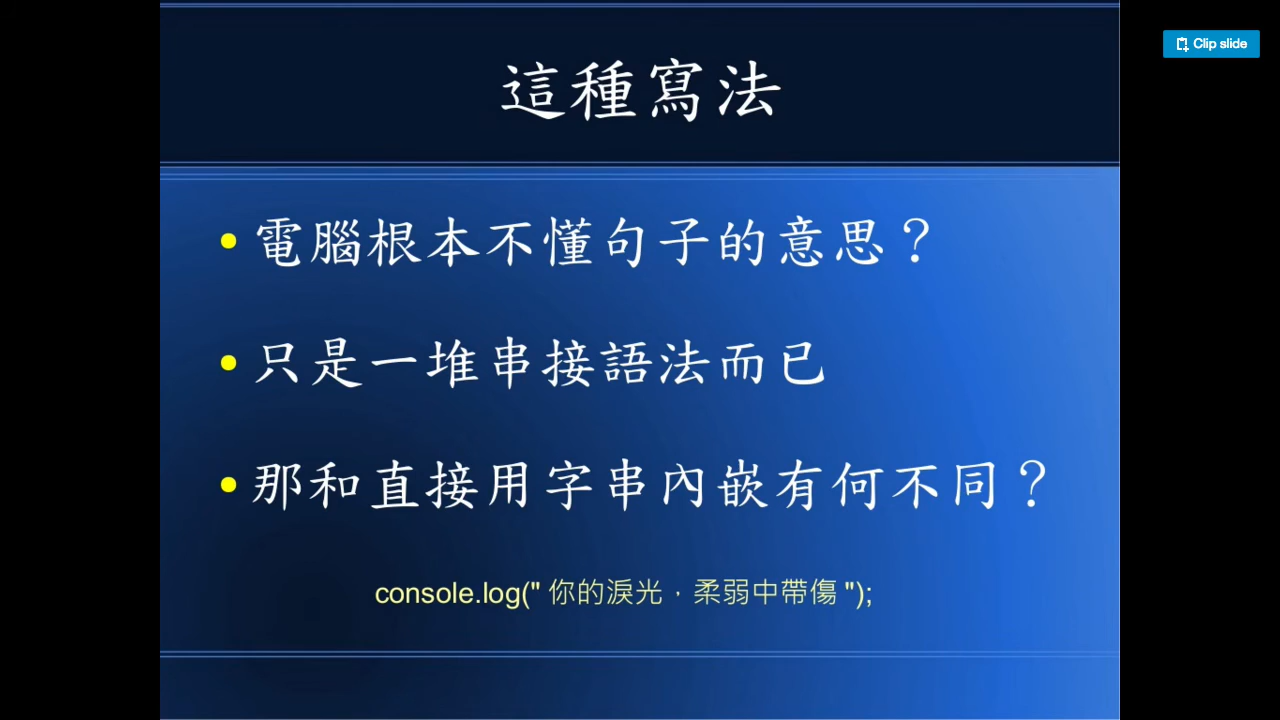 Clip slide
這種寫法
• 電腦根本不懂句子的意思？
• 只是一堆串接語法而已
• 那和直接用字串內嵌有何不同？
console.log(" 你的淚光，柔弱中帶傷 ");